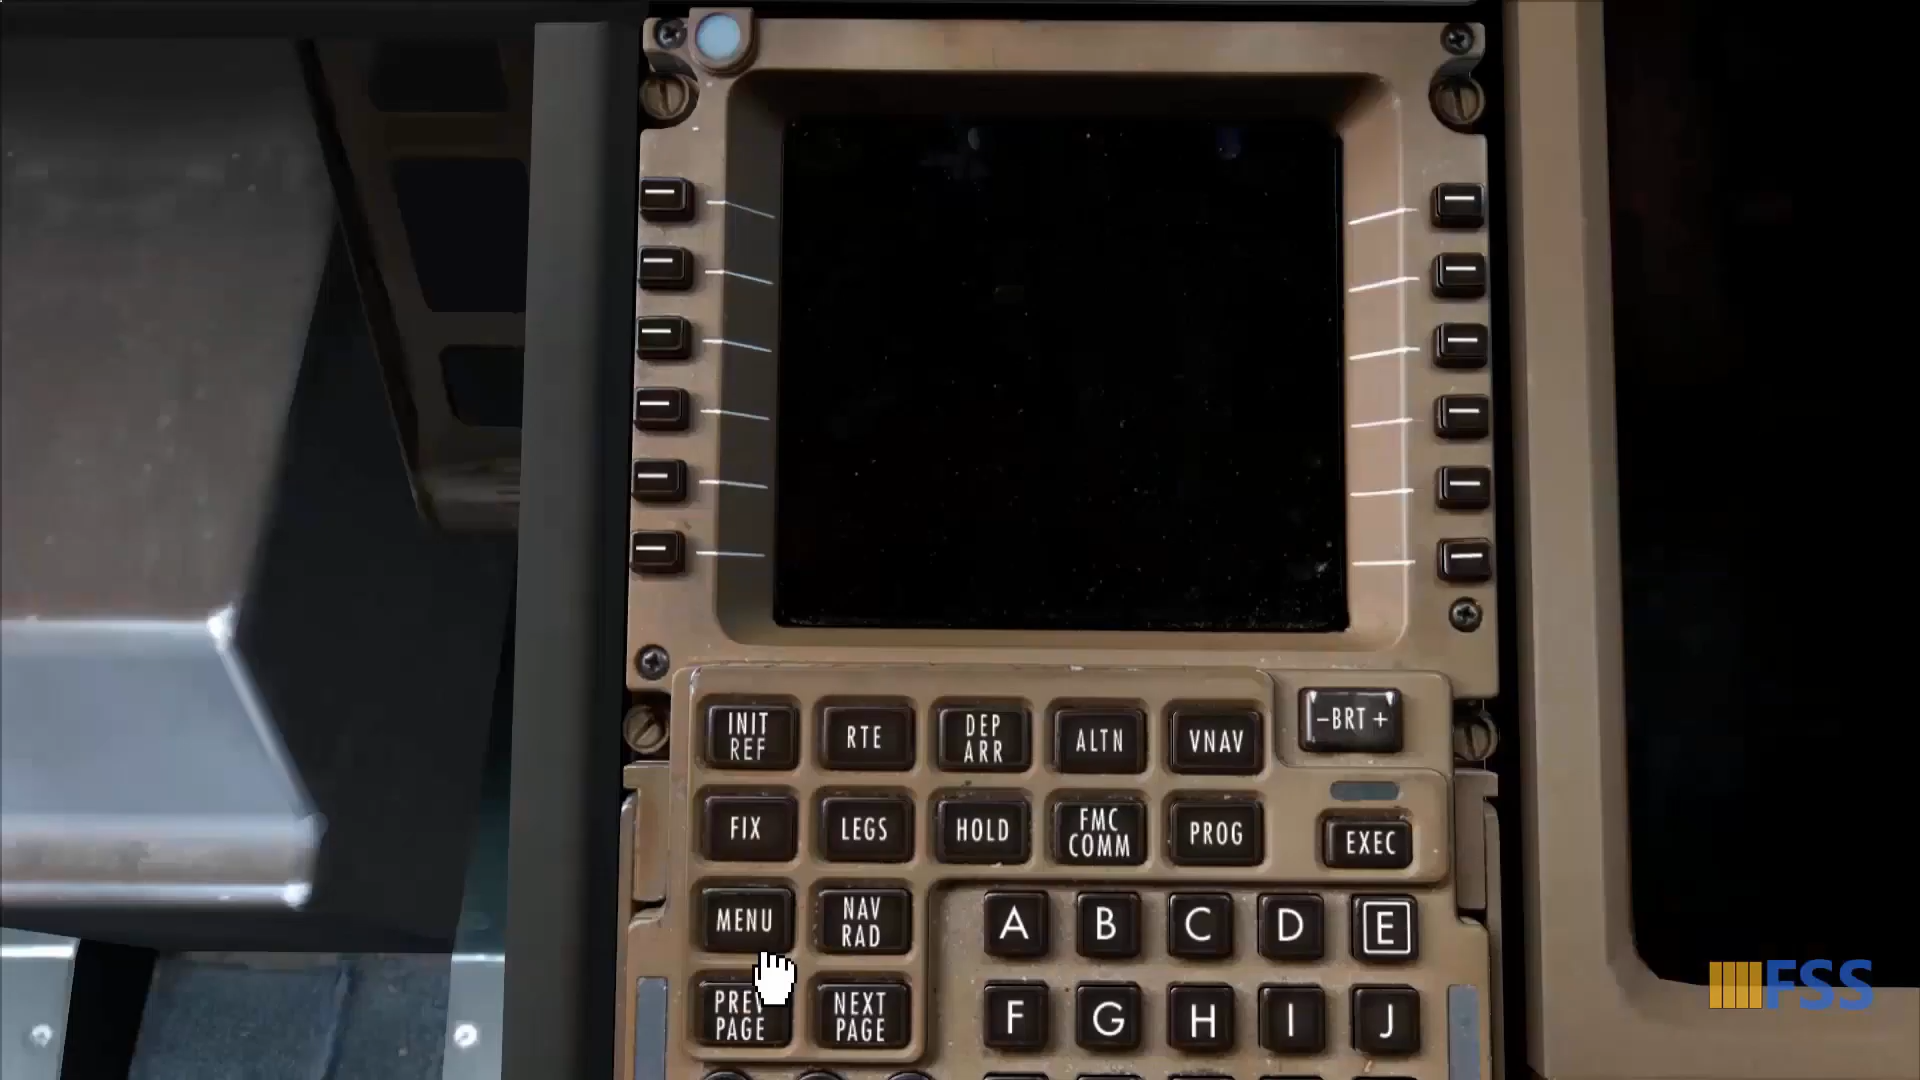 INIT REF
RTE
DEP ARR
ALTN
VNAV
-BRT +
FIX
LEGS
HOLD
FMC COMM
PROG
EXEC
MENU
NAV RAD
A
B
C
D
E
PREV PAGE
NEXT PAGE
F
G
H
I
J
FSS